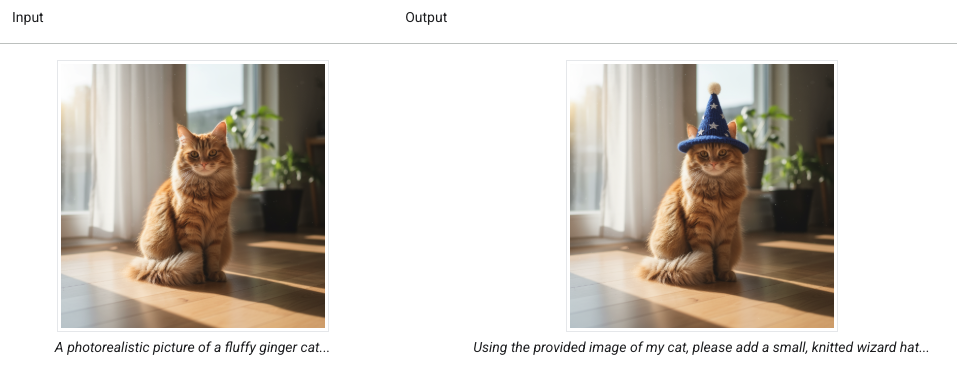 Input
Output
A photorealistic picture of a fluffy ginger cat...
Using the provided image of my cat, please add a small, knitted wizard hat...